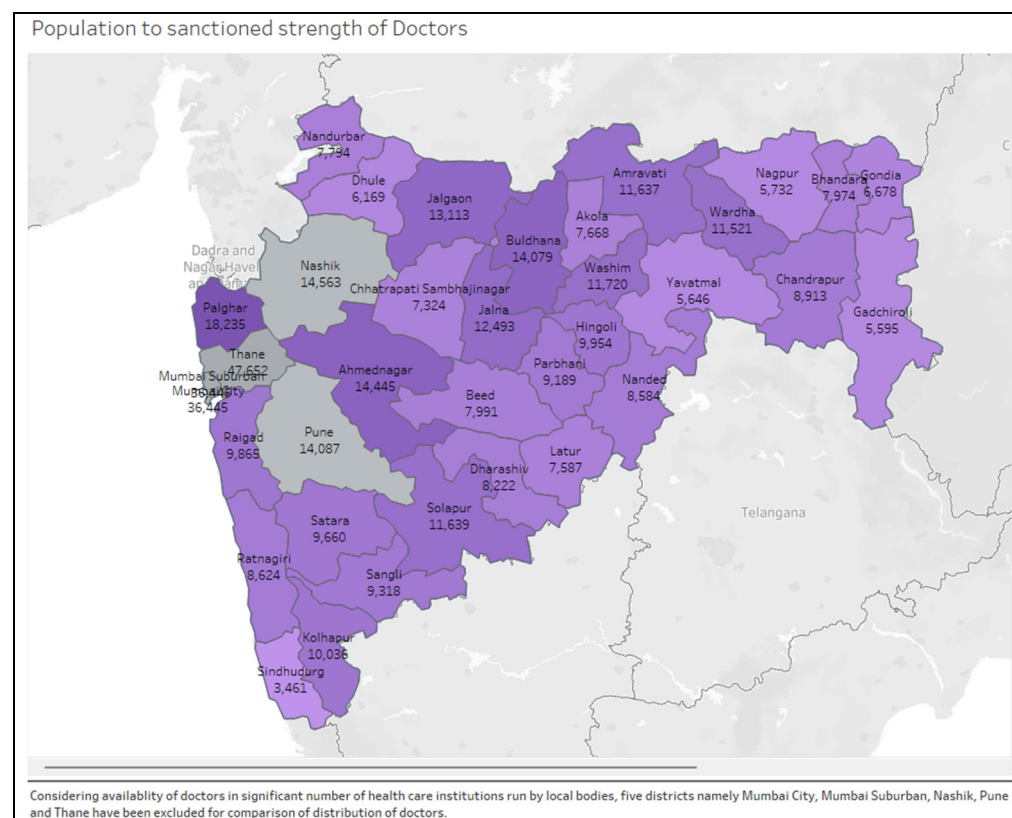 Population to sanctioned strength of Doctors
Nandurbar
7,794
Dhule
6,169
Jalgaon
13,113
Buldhana
14,079
Akola
7,668
Amravati
11,637
Wardha
11,521
Nagpur
5,732
Bhandara
7,974
Gondia
6,678
Dadra and
Nagar Haveli
Nashik
14,563
Chhatrapati Sambhajinagar
7,324
Jalna
12,493
Washim
11,720
Yavatmal
5,646
Chandrapur
8,913
Gadchiroli
5,595
Palghar
18,235
Thane
47,652
Mumbai Suburban
Mumbai City
36,445
Ahmednagar
14,445
Hingoli
9,954
Parbhani
9,189
Nanded
8,584
Beed
7,991
Raigad
9,865
Pune
14,087
Latur
7,587
Dharashiv
8,222
Solapur
11,639
Telangana
Satara
9,660
Ratnagiri
8,624
Sangli
9,318
Kolhapur
10,036
Sindhudurg
3,461
Considering availablity of doctors in significant number of health care institutions run by local bodies, five districts namely Mumbai City, Mumbai Suburban, Nashik, Pune
and Thane have been excluded for comparison of distribution of doctors.